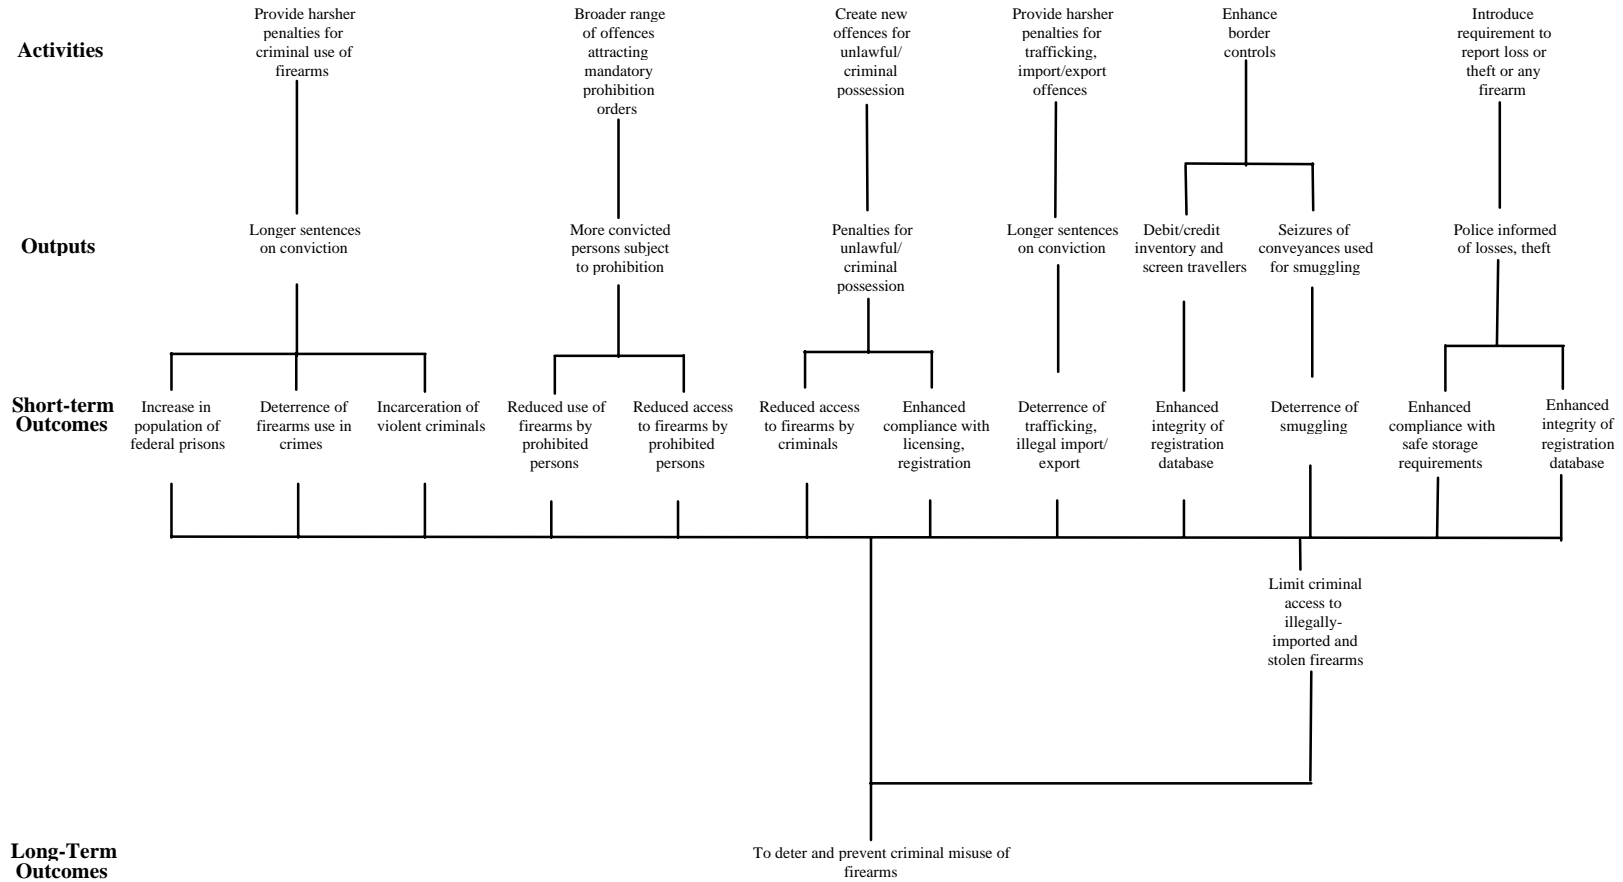 Activities
Provide harsher
penalties for
criminal use of
firearms
Broader range
of offences
attracting
mandatory
prohibition
orders
Create new
offences for
unlawful/
criminal
possession
Provide harsher
penalties for
trafficking,
import/export
offences
Enhance
border
controls
Introduce
requirement to
report loss or
theft or any
firearm
Outputs
Longer sentences
on conviction
More convicted
persons subject
to prohibition
Penalties for
unlawful/
criminal
possession
Longer sentences
on conviction
Debit/credit
inventory and
screen travellers
Seizures of
conveyances used
for smuggling
Police informed
of losses, theft
Short-term
Outcomes
Increase in
population of
federal prisons
Deterrence of
firearms use in
crimes
Incarceration of
violent criminals
Reduced use of
firearms by
prohibited
persons
Reduced access
to firearms by
prohibited
persons
Reduced access
to firearms by
criminals
Enhanced
compliance with
licensing,
registration
Deterrence of
trafficking,
illegal import/
export
Enhanced
integrity of
registration
database
Deterrence of
smuggling
Enhanced
compliance with
safe storage
requirements
Enhanced
integrity of
registration
database
Limit criminal
access to
illegally-
imported and
stolen firearms
Long-Term
Outcomes
To deter and prevent criminal misuse of
firearms